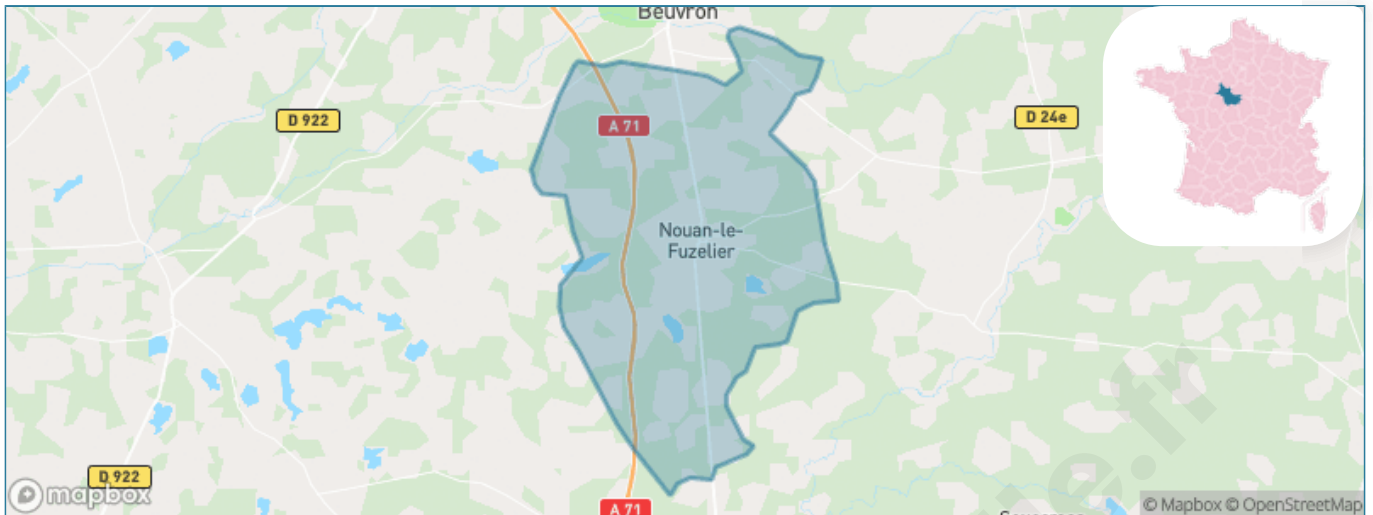 Beuvron
D 922
A 71
D 24e
Nouan-le-
Fuzelier
D 922
mapbox
A 71
© Mapbox © OpenStreetMap